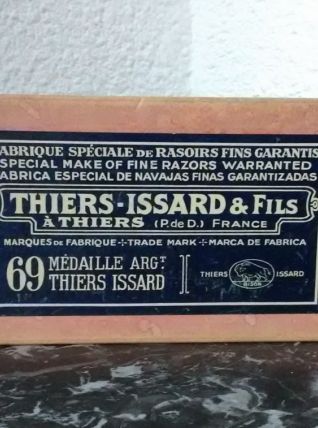 FABRIQUE SPÉCIALE DE RASOIRS FINS GARANTIS
SPECIAL MAKE OF FINE RAZORS WARRANTED
FABRICA ESPECIAL DE NAVAJAS FINAS GARANTIZADAS
THIERS-ISSARD & FILS
À THIERS (P. de D.) FRANCE
MARQUES DE FABRIQUE ÷ TRADE MARK ÷ MARCA DE FABRICA
69 MÉDAILLE ARGT
THIERS ISSARD
THIERS BISON ISSARD